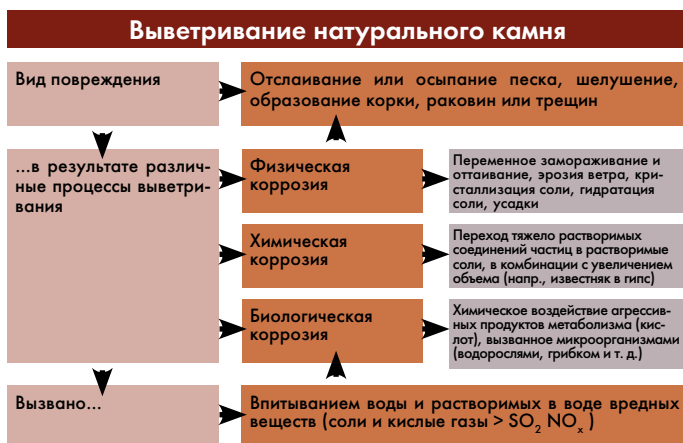 Выветривание натурального камня
Вид повреждения
Отслаивание или осыпание песка, шелушение,
образование корки, раковин или трещин
...в результате различ-
ные процессы выветри-
вания
Физическая
коррозия
Переменное замораживание и
оттаивание, эрозия ветра, кри-
сталлизация соли, гидратация
соли, усадки
Химическая
коррозия
Переход тяжело растворимых
соединений частиц в растворимые
соли, в комбинации с увеличением
объема (напр., известняк в гипс)
Биологическая
коррозия
Химическое воздействие агрессив-
ных продуктов метаболизма (кис-
лот), вызванное микроорганизмами
(водорослями, грибком и т. д.)
Вызвано...
Впитыванием воды и растворимых в воде вредных
веществ (соли и кислые газы > SO₂ NOₓ )